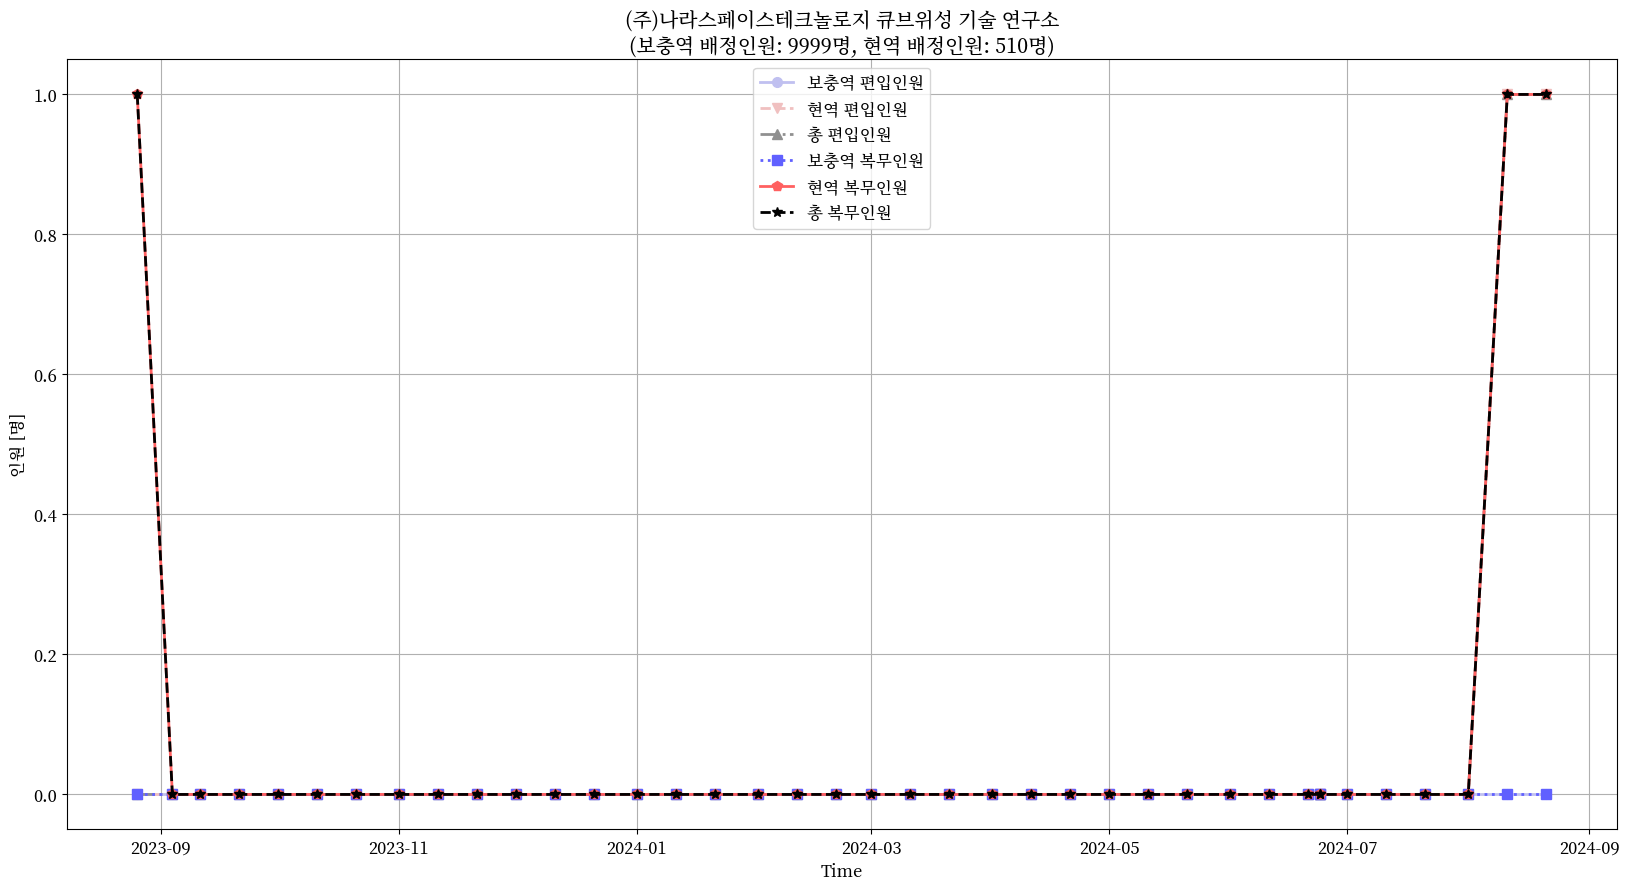 (주)나라스페이스테크놀로지 큐브위성 기술 연구소
(보충역 배정인원: 9999명, 현역 배정인원: 510명)
보충역 편입인원
현역 편입인원
총 편입인원
보충역 복무인원
현역 복무인원
총 복무인원
1.0
0.8
0.6
0.4
0.2
0.0
인원 [명]
2023-09
2023-11
2024-01
2024-03
2024-05
2024-07
2024-09
Time